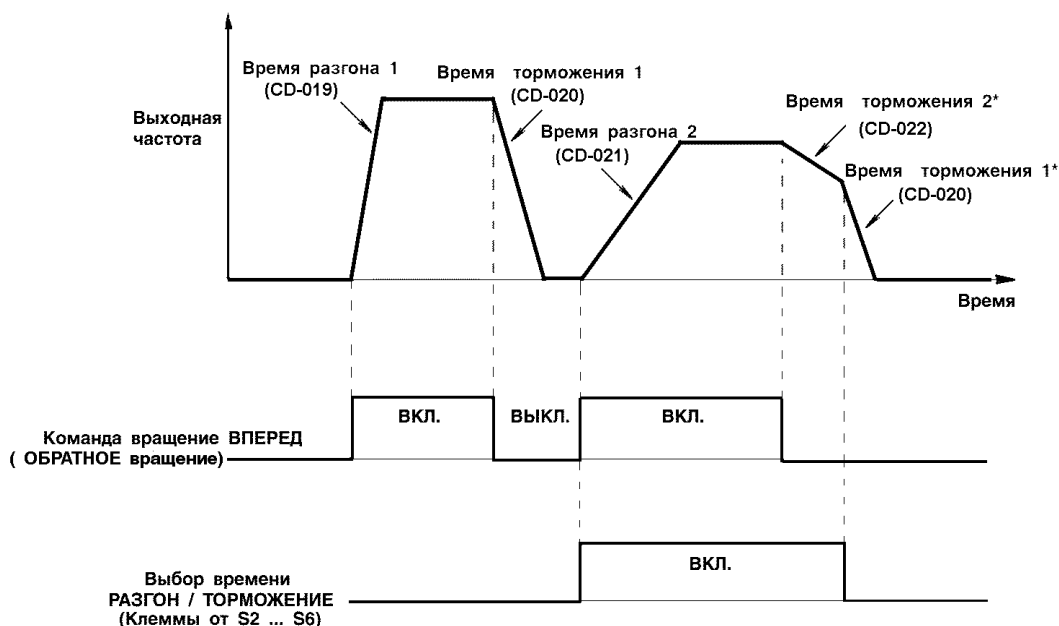 Время разгона 1
(CD-019)
Время торможения 1
(CD-020)
Время торможения 2*
(CD-022)
Выходная
частота
Время разгона 2
(CD-021)
Время торможения 1*
(CD-020)
Время
ВКЛ.
ВЫКЛ.
ВКЛ.
Команда вращение ВПЕРЕД
( ОБРАТНОЕ вращение)
ВКЛ.
Выбор времени
РАЗГОН / ТОРМОЖЕНИЕ
(Клеммы от S2 ... S6)